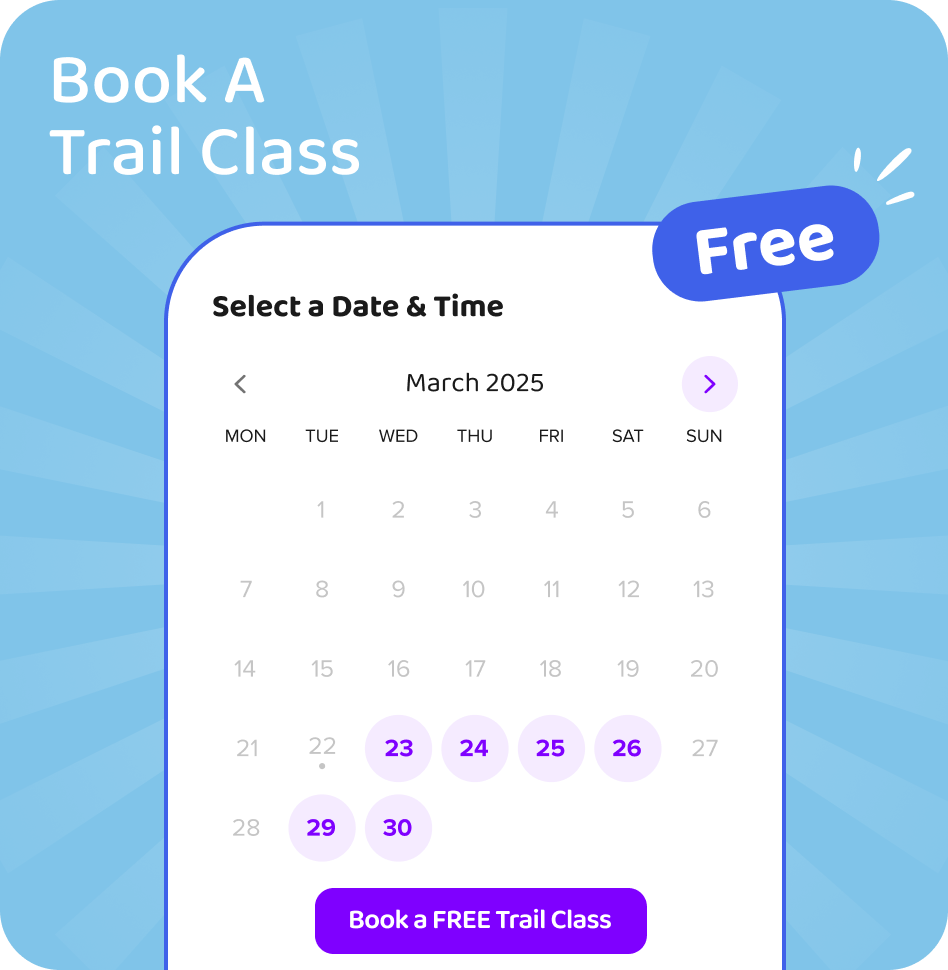 Book A
Trail Class
Free
Select a Date & Time
March 2025
MON TUE WED THU FRI SAT SUN
1 2 3 4 5 6
7 8 9 10 11 12 13
14 15 16 17 18 19 20
21 22 23 24 25 26 27
28 29 30
Book a FREE Trail Class